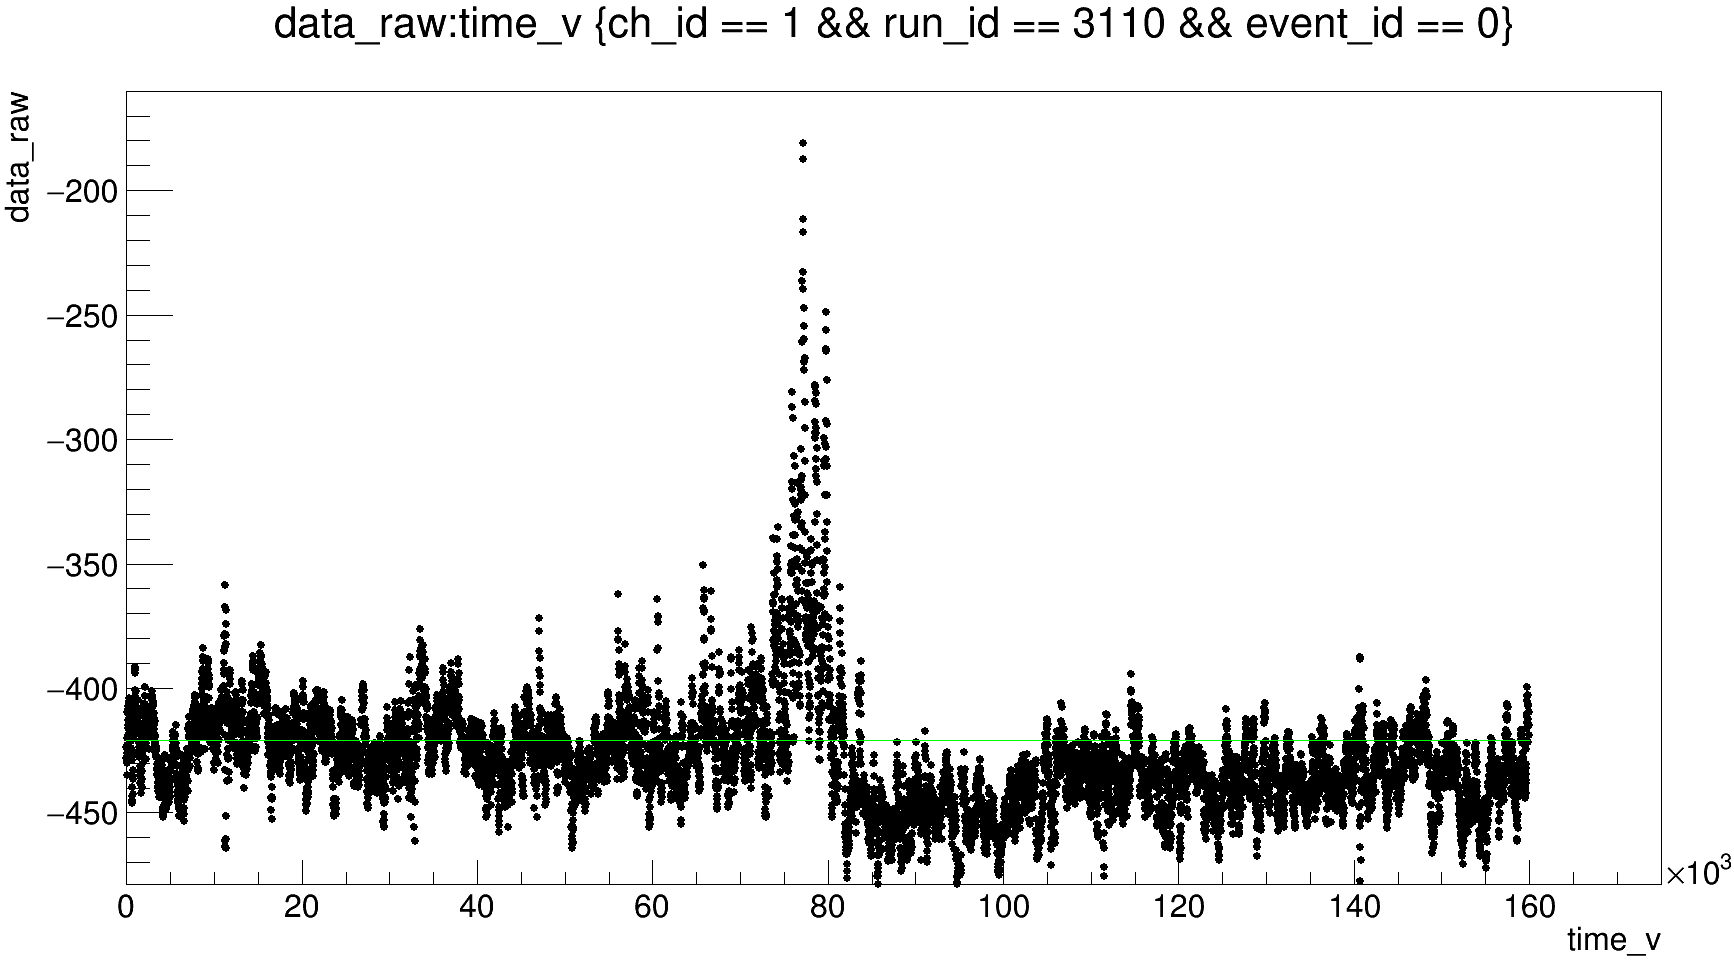 data_raw:time_v {ch_id == 1 && run_id == 3110 && event_id == 0}
data_raw
−200
−250
−300
−350
−400
−450
0 20 40 60 80 100 120 140 160
×10³
time_v